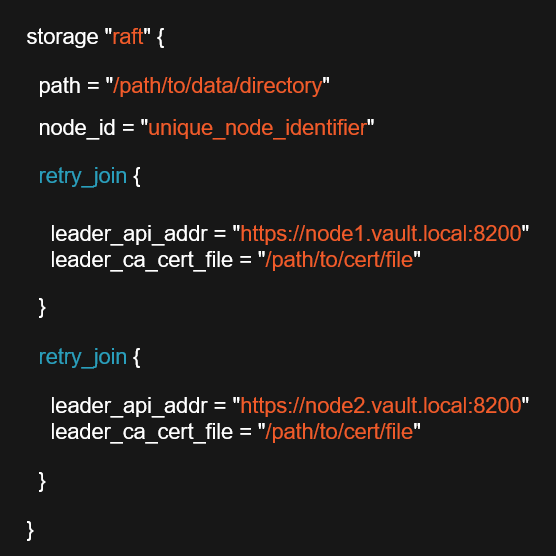 storage "raft" {
path = "/path/to/data/directory"
node_id = "unique_node_identifier"
retry_join {
leader_api_addr = "https://node1.vault.local:8200"
leader_ca_cert_file = "/path/to/cert/file"
}
retry_join {
leader_api_addr = "https://node2.vault.local:8200"
leader_ca_cert_file = "/path/to/cert/file"
}
}